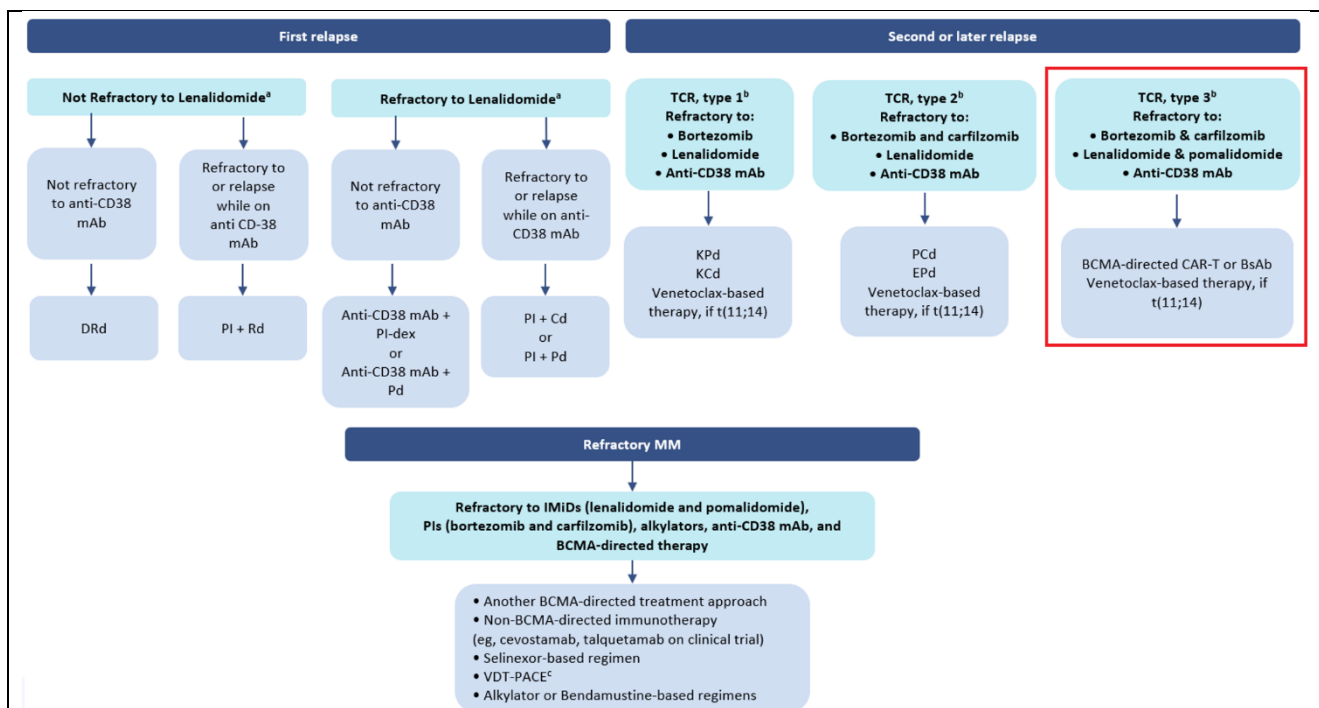 First relapse
Not Refractory to Lenalidomideᵃ
Not refractory
to anti-CD38
mAb
DRd
Refractory to
or relapse
while on
anti CD-38
mAb
PI + Rd
Refractory to Lenalidomideᵃ
Not refractory
to anti-CD38
mAb
Anti-CD38 mAb +
PI-dex
or
Anti-CD38 mAb +
Pd
Refractory to
or relapse
while on anti-
CD38 mAb
PI + Cd
or
PI + Pd
Second or later relapse
TCR, type 1ᵇ
Refractory to:
• Bortezomib
• Lenalidomide
• Anti-CD38 mAb
KPd
KCd
Venetoclax-based
therapy, if t(11;14)
TCR, type 2ᵇ
Refractory to:
• Bortezomib and carfilzomib
• Lenalidomide
• Anti-CD38 mAb
PCd
EPd
Venetoclax-based
therapy, if t(11;14)
TCR, type 3ᵇ
Refractory to:
• Bortezomib & carfilzomib
• Lenalidomide & pomalidomide
• Anti-CD38 mAb
BCMA-directed CAR-T or BsAb
Venetoclax-based therapy, if
t(11;14)
Refractory MM
Refractory to IMiDs (lenalidomide and pomalidomide),
PIs (bortezomib and carfilzomib), alkylators, anti-CD38 mAb, and
BCMA-directed therapy
• Another BCMA-directed treatment approach
• Non-BCMA-directed immunotherapy
(eg, cevostamab, talquetamab on clinical trial)
• Selinexor-based regimen
• VDT-PACEᶜ
• Alkylator or Bendamustine-based regimens